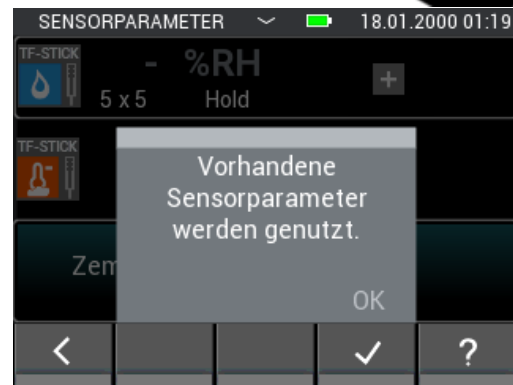 SENSORPARAMETER 18.01.2000 01:19
TF-STICK
- %RH
5 x 5 Hold
TF-STICK
Vorhandene
Sensorparameter
werden genutzt.
OK
?